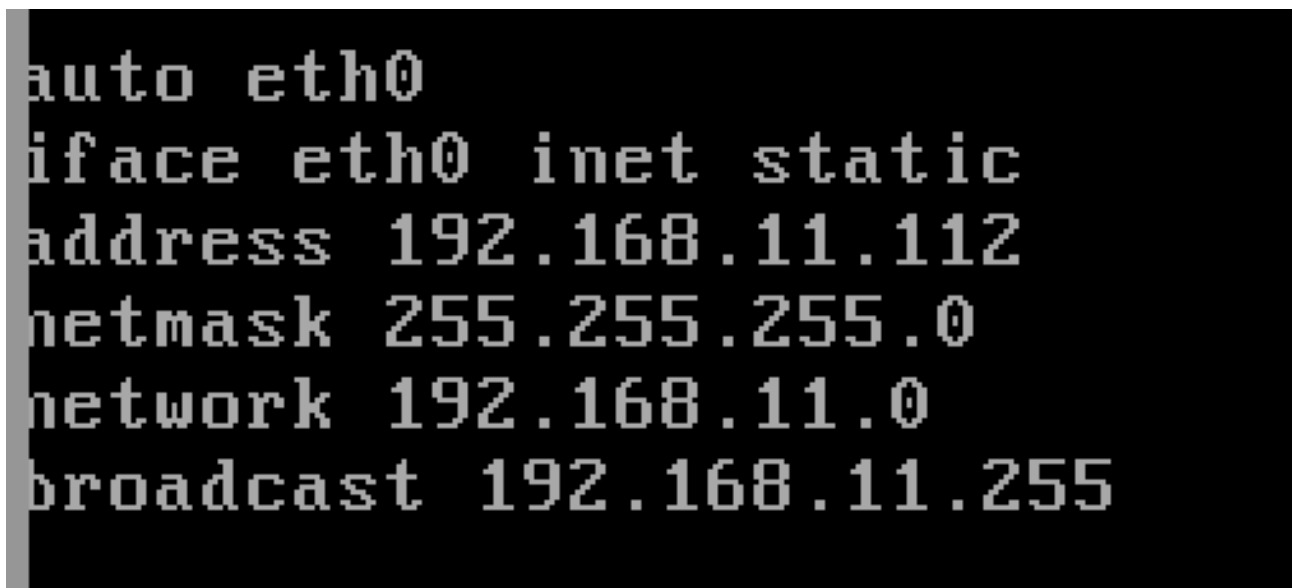 auto eth0
iface eth0 inet static
address 192.168.11.112
netmask 255.255.255.0
network 192.168.11.0
broadcast 192.168.11.255